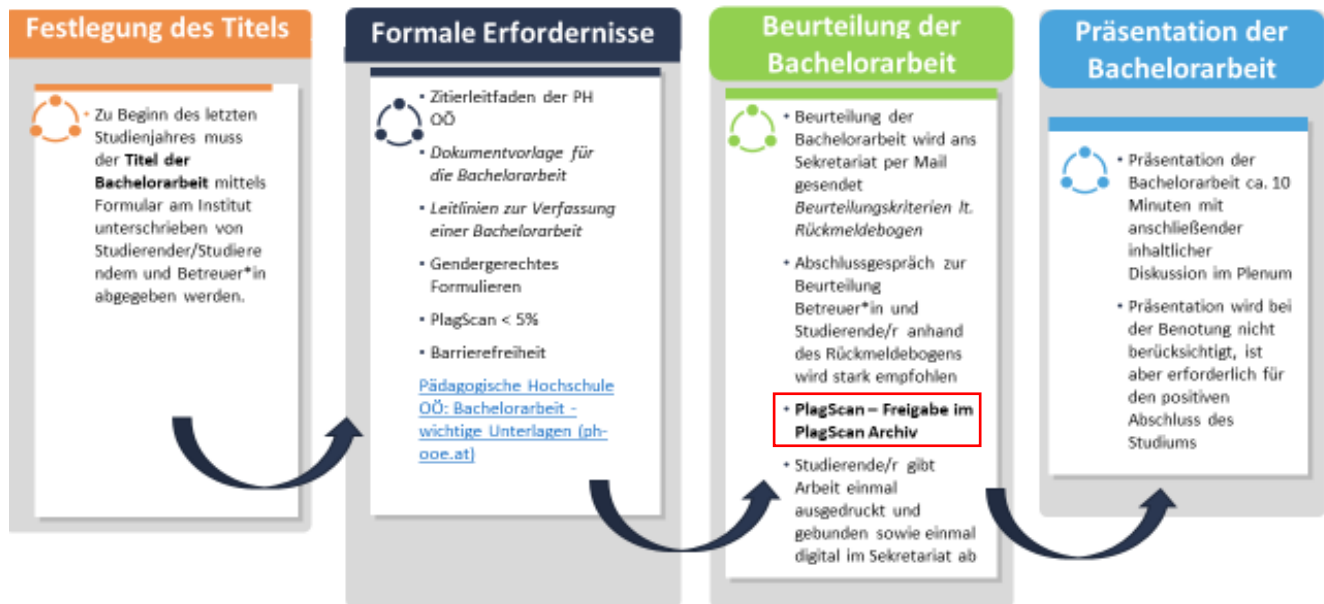 Festlegung des Titels
• Zu Beginn des letzten
Studienjahres muss
der Titel der
Bachelorarbeit mittels
Formular am Institut
unterschrieben von
Studierender/Studiere
ndem und Betreuer*in
abgegeben werden.
Formale Erfordernisse
• Zitierleitfaden der PH
OÖ
• Dokumentvorlage für
die Bachelorarbeit
• Leitlinien zur Verfassung
einer Bachelorarbeit
• Gendergerechtes
Formulieren
• PlagScan < 5%
• Barrierefreiheit
Pädagogische Hochschule
OÖ: Bachelorarbeit -
wichtige Unterlagen (ph-
ooe.at)
Beurteilung der
Bachelorarbeit
• Beurteilung der
Bachelorarbeit wird ans
Sekretariat per Mail
gesendet
Beurteilungskriterien lt.
Rückmeldebogen
• Abschlussgespräch zur
Beurteilung
Betreuer*in und
Studierende/r anhand
des Rückmeldebogens
wird stark empfohlen
• PlagScan – Freigabe im
PlagScan Archiv
• Studierende/r gibt
Arbeit einmal
ausgedruckt und
gebunden sowie einmal
digital im Sekretariat ab
Präsentation der
Bachelorarbeit
• Präsentation der
Bachelorarbeit ca. 10
Minuten mit
anschließender
inhaltlicher
Diskussion im Plenum
• Präsentation wird bei
der Benotung nicht
berücksichtigt, ist
aber erforderlich für
den positiven
Abschluss des
Studiums